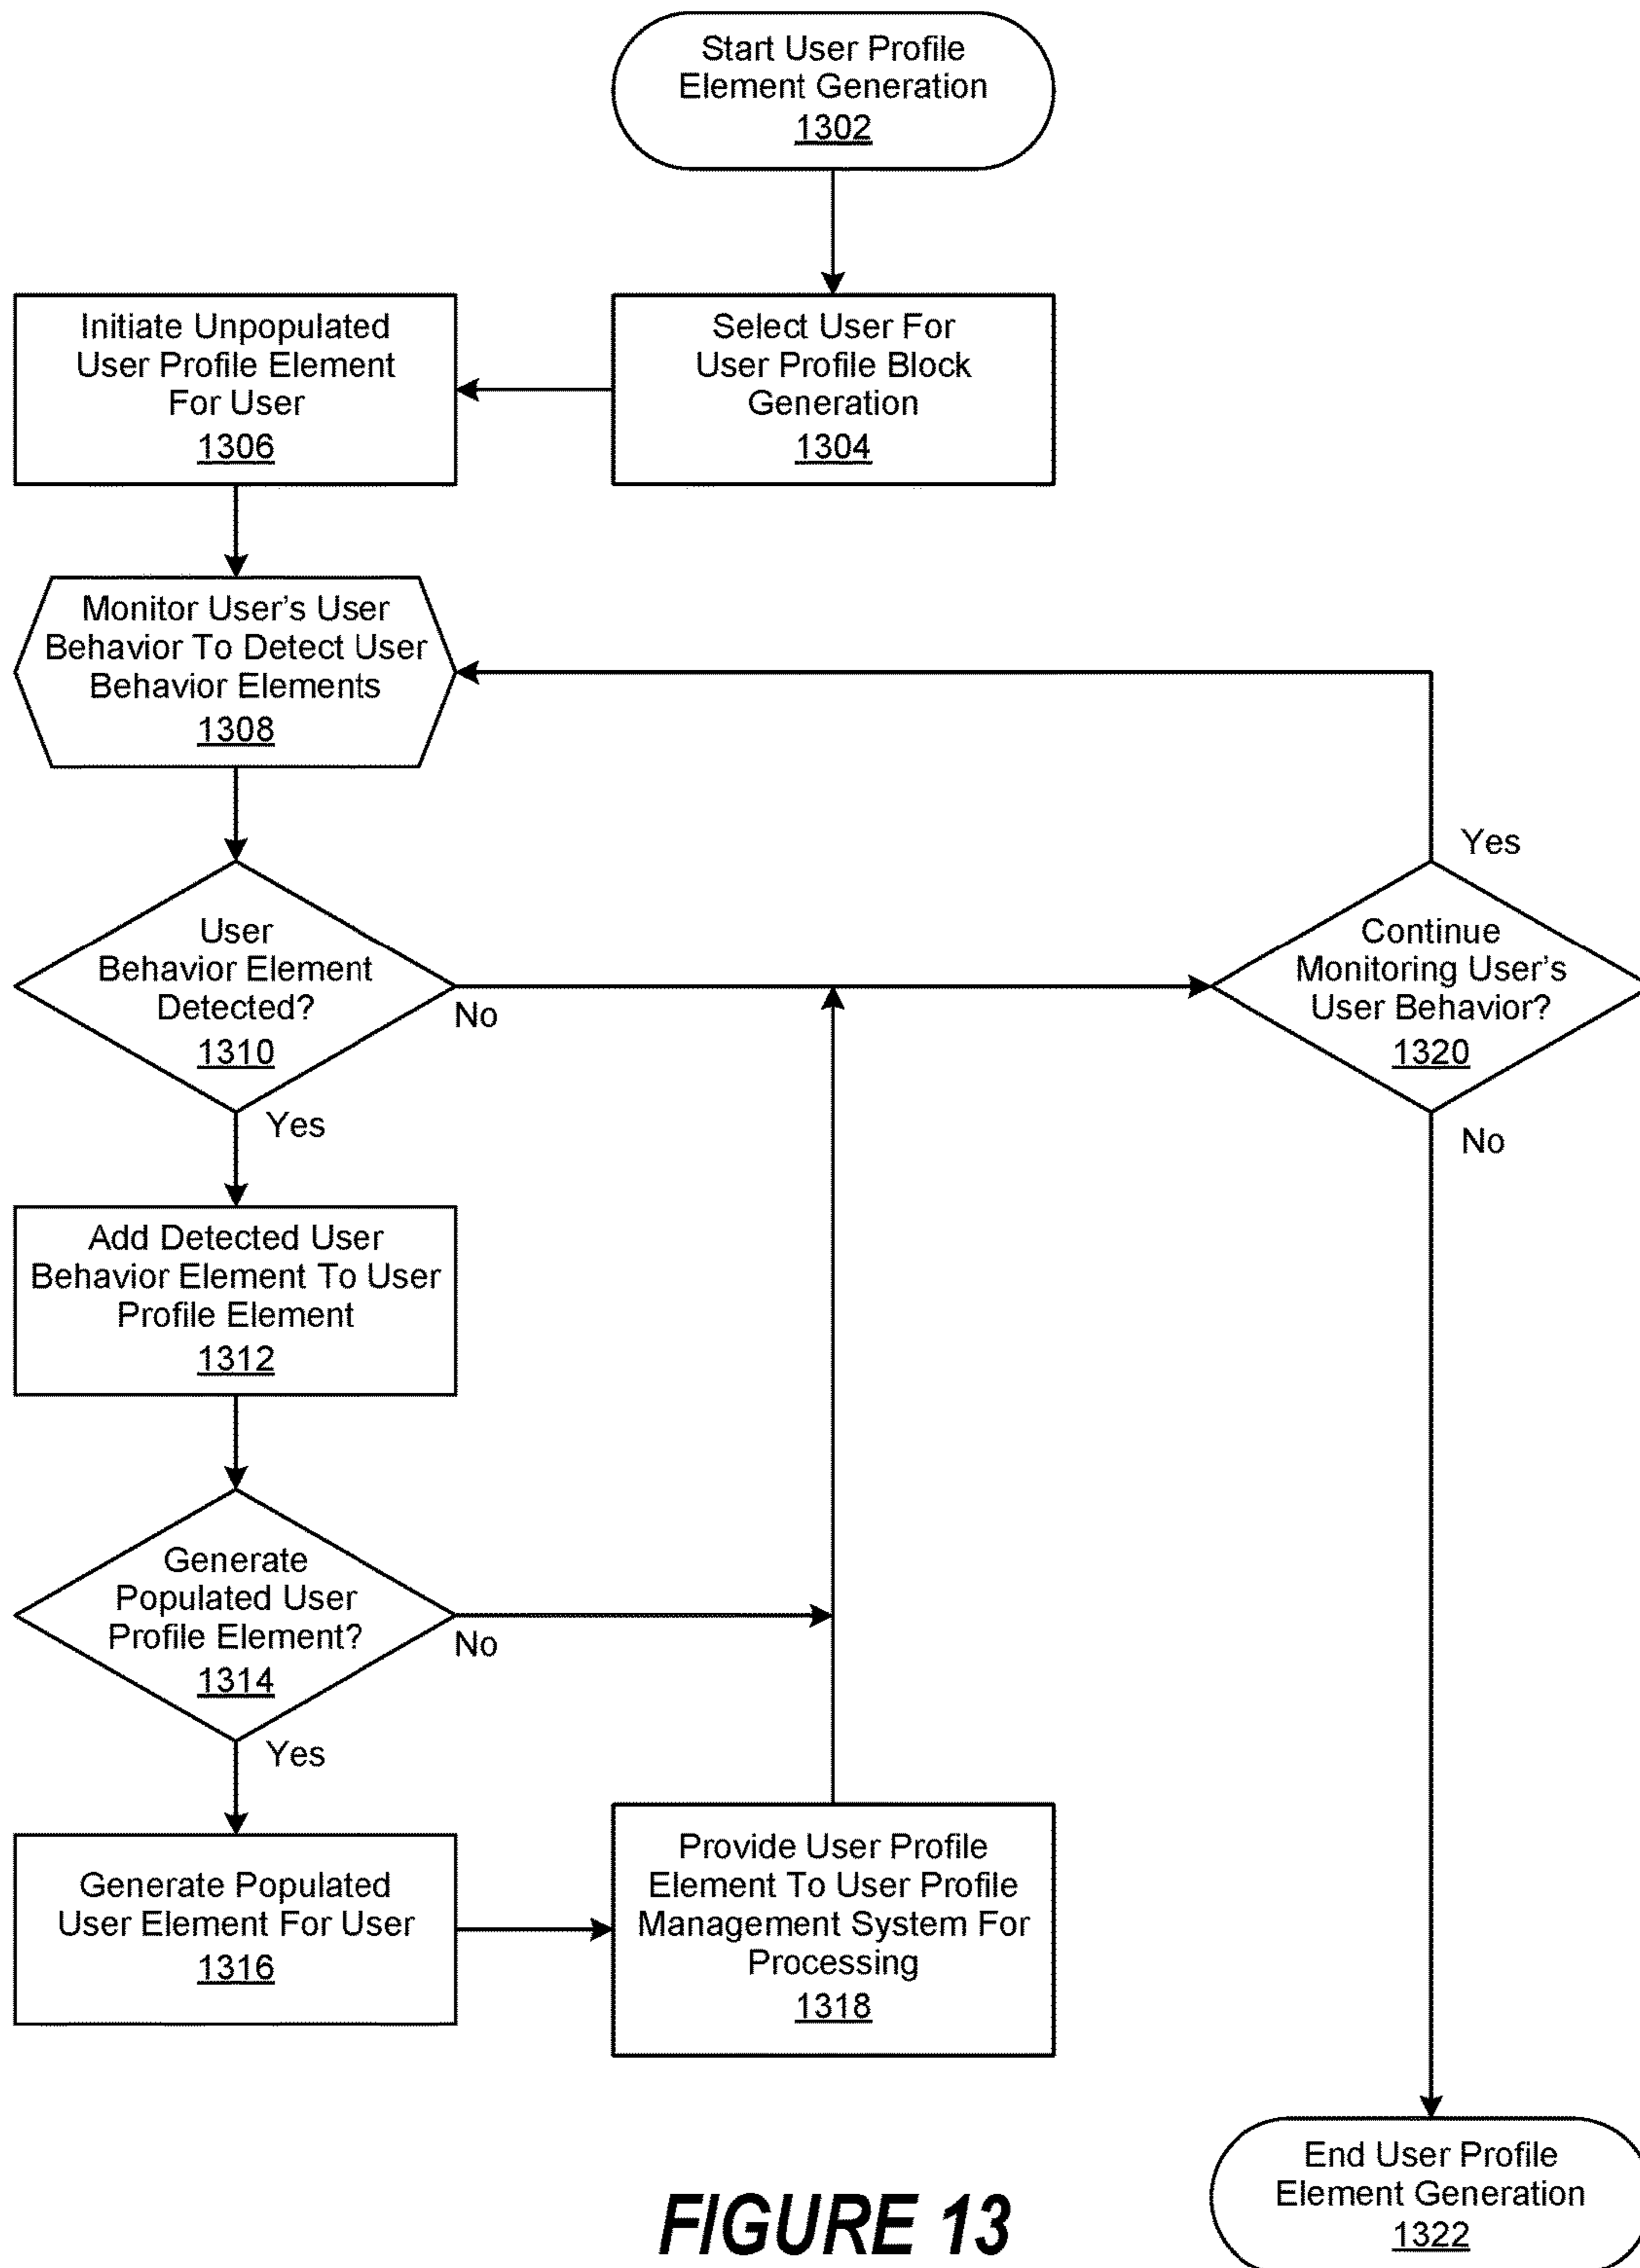 Start User Profile
Element Generation
1302
Select User For
User Profile Block
Generation
1304
Initiate Unpopulated
User Profile Element
For User
1306
Monitor User's User
Behavior To Detect User
Behavior Elements
1308
User
Behavior Element
Detected?
1310
No
Yes
Continue
Monitoring User's
User Behavior?
1320
Yes
No
Add Detected User
Behavior Element To User
Profile Element
1312
Generate
Populated User
Profile Element?
1314
No
Yes
Generate Populated
User Element For User
1316
Provide User Profile
Element To User Profile
Management System For
Processing
1318
End User Profile
Element Generation
1322
FIGURE 13